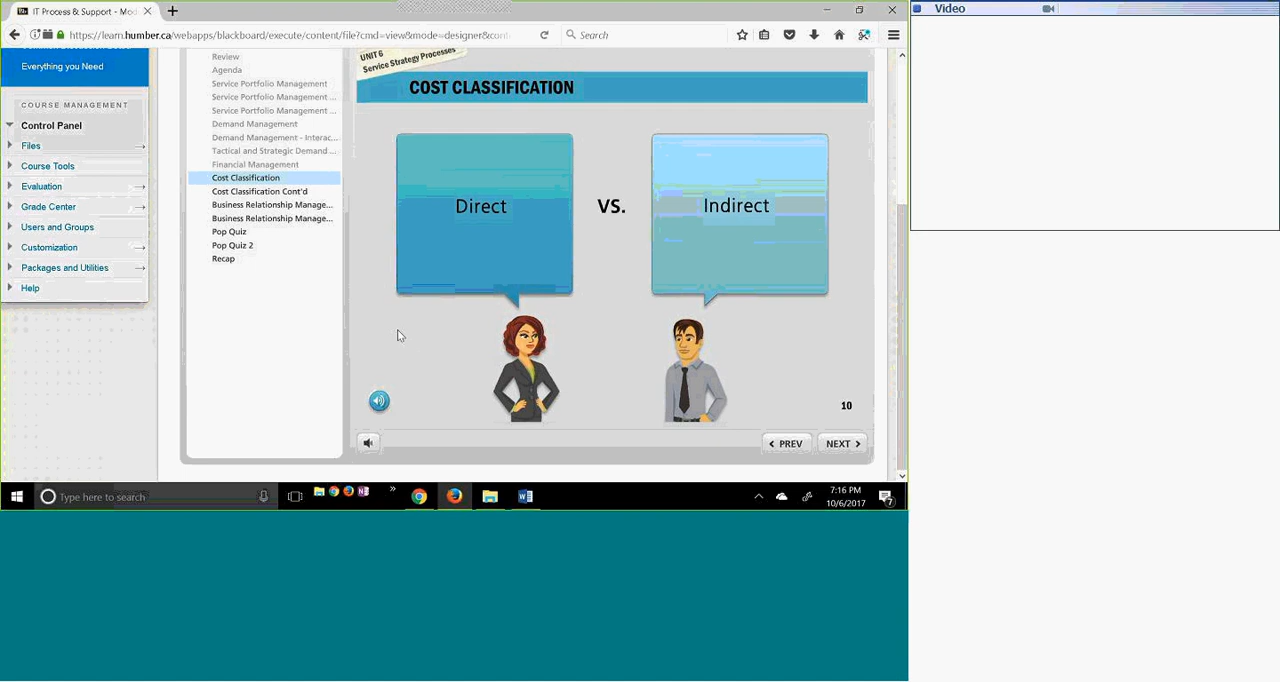 IT Process & Support - Mod
Video
https://learn.humber.ca/webapps/blackboard/execute/content/file?cmd=view&mode=designer&con
Search
Everything you Need
COURSE MANAGEMENT
Control Panel
Files
Course Tools
Evaluation
Grade Center
Users and Groups
Customization
Packages and Utilities
Help
Review
Agenda
Service Portfolio Management
Service Portfolio Management ...
Service Portfolio Management ...
Demand Management
Demand Management - Interac...
Tactical and Strategic Demand ...
Financial Management
Cost Classification
Cost Classification Cont'd
Business Relationship Manage...
Business Relationship Manage...
Pop Quiz
Pop Quiz 2
Recap
UNIT 6
Service Strategy Processes
COST CLASSIFICATION
Direct
VS.
Indirect
10
PREV
NEXT
Type here to search
7:16 PM
10/6/2017
7